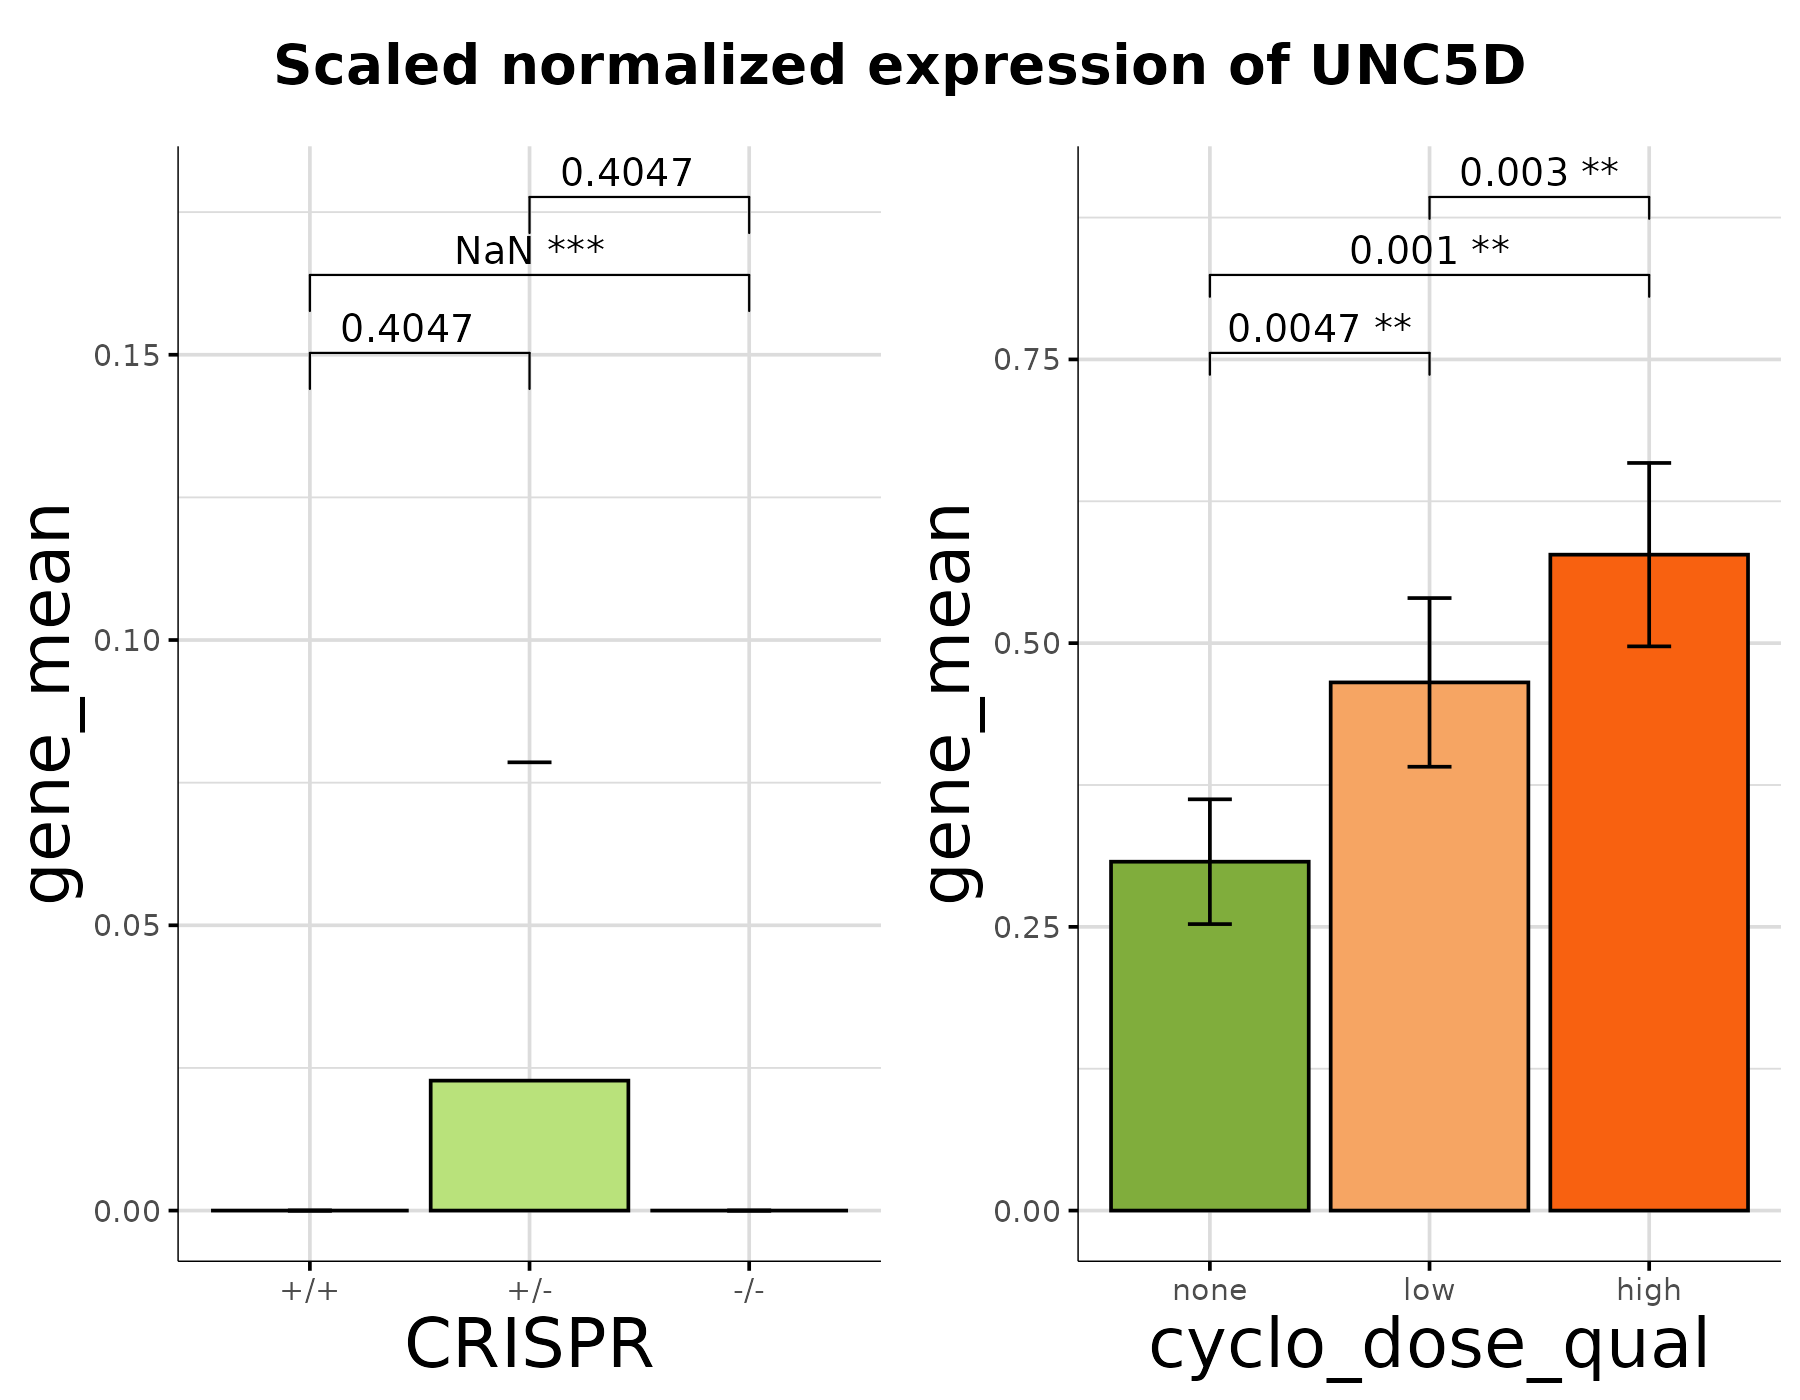 Scaled normalized expression of UNC5D
gene_mean
0.4047
NaN ***
0.4047
0.15
0.10
0.05
0.00
+/+
+/-
-/-
CRISPR
gene_mean
0.003 **
0.001 **
0.0047 **
0.75
0.50
0.25
0.00
none
low
high
cyclo_dose_qual